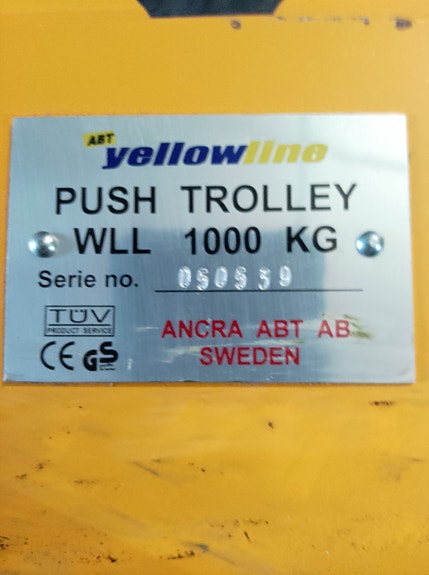 ABT
yellowline
PUSH TROLLEY
WLL 1000 KG
Serie no. 050539
TÜV
PRODUCT SERVICE
CE GS
ANCRA ABT AB
SWEDEN